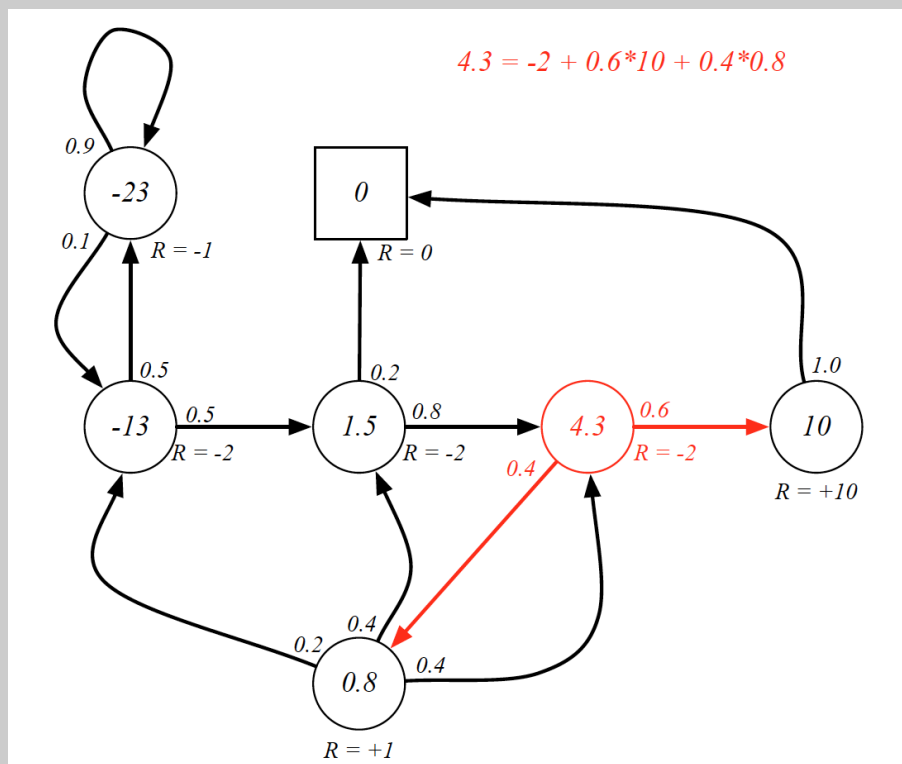 4.3 = -2 + 0.6*10 + 0.4*0.8
0.9
-23
0
0.1
R = -1
R = 0
0.5
0.2
1.0
-13
0.5
1.5
0.8
4.3
0.6
10
R = -2
R = -2
0.4
R = -2
R = +10
0.4
0.2
0.8
0.4
R = +1